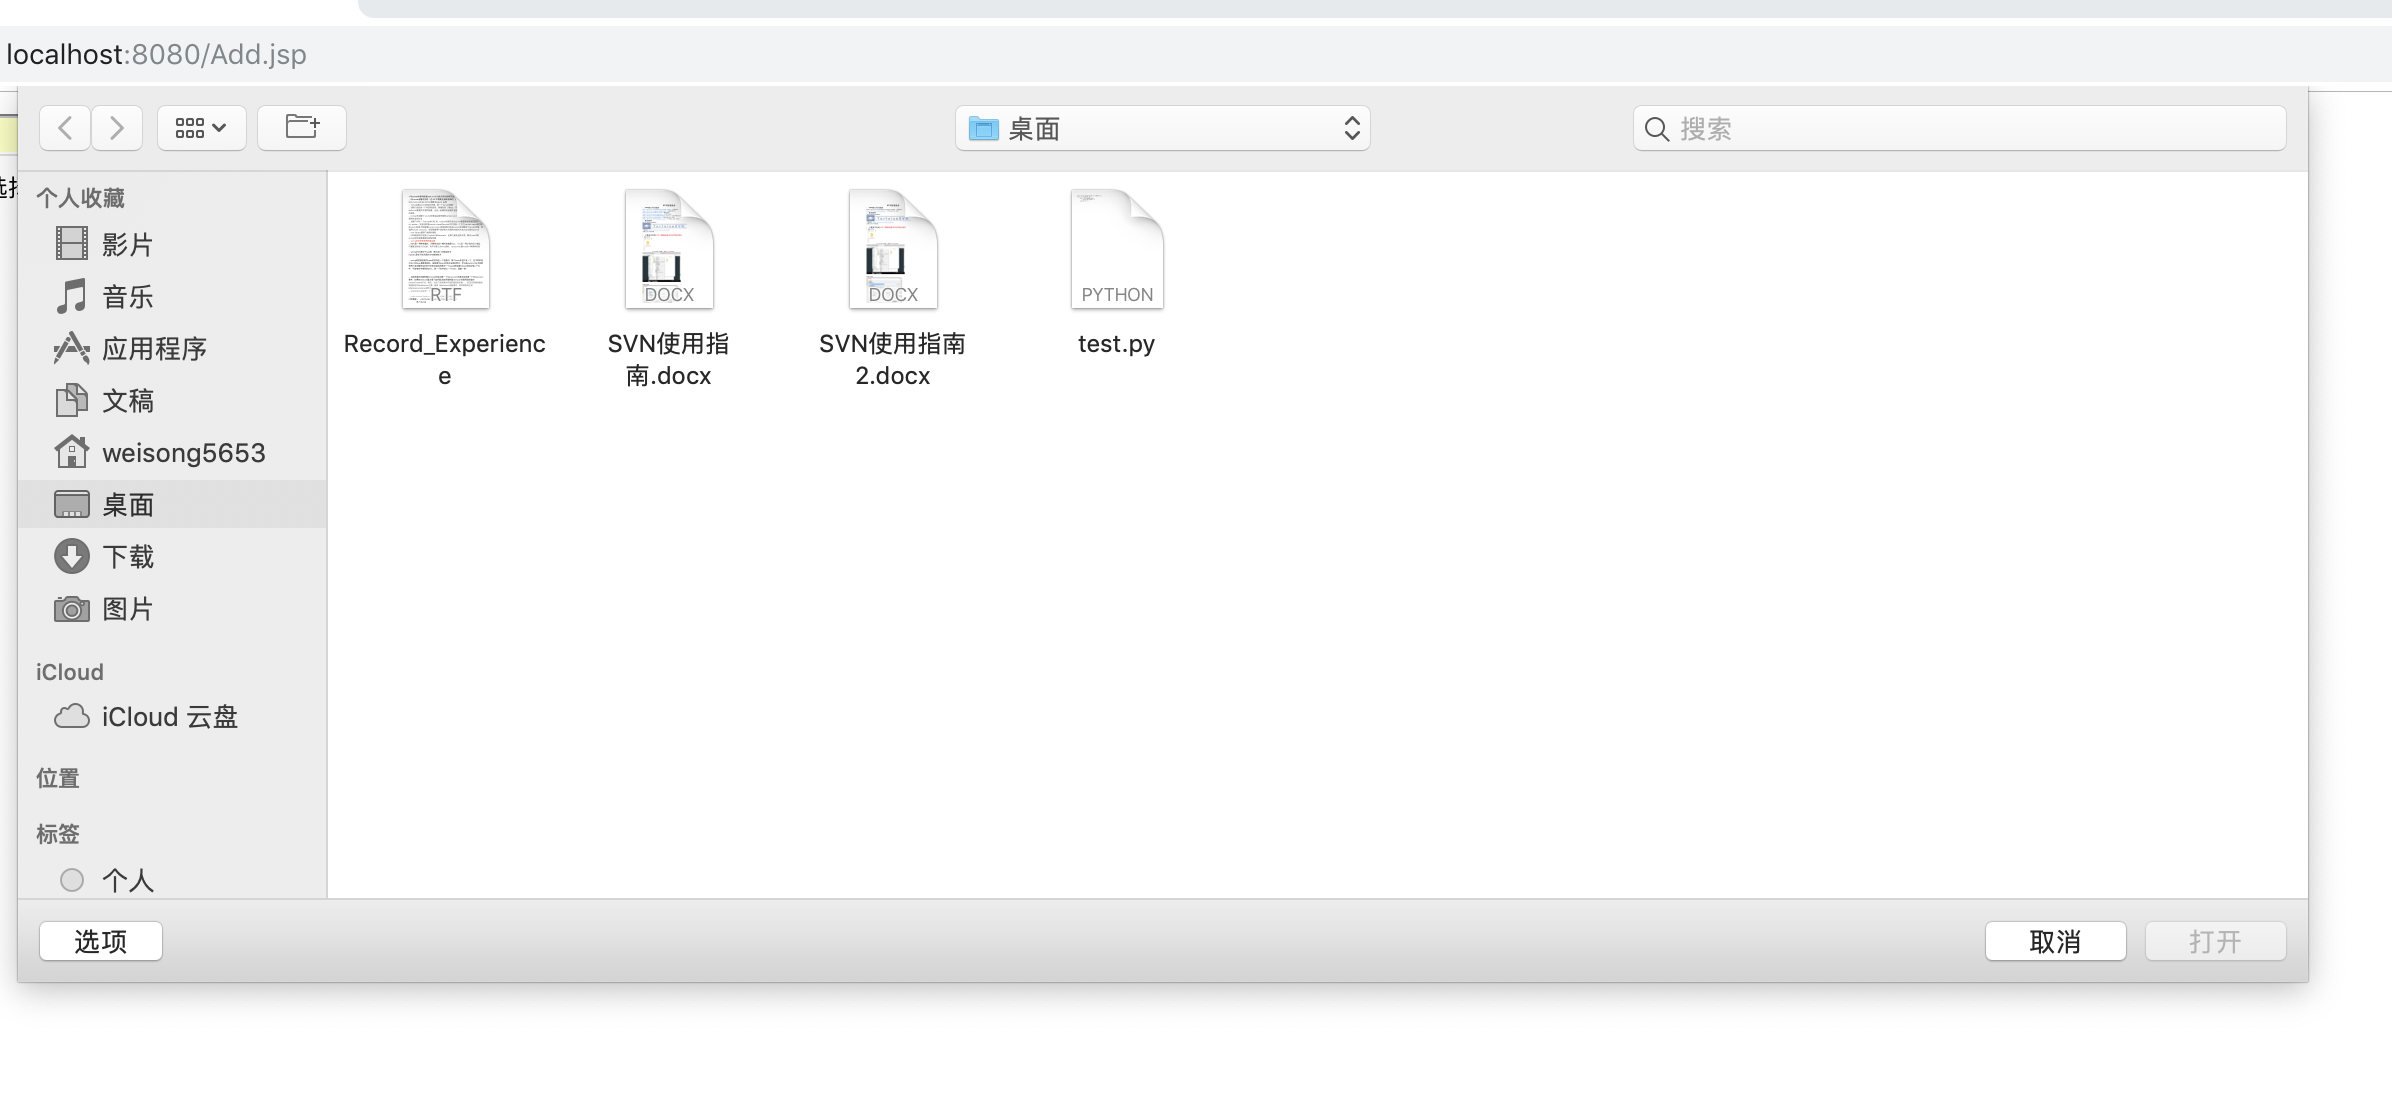 localhost:8080/Add.jsp
桌面
搜索
个人收藏
影片
音乐
应用程序
文稿
weisong5653
桌面
下载
图片
iCloud
iCloud 云盘
位置
标签
个人
RTF
Record_Experienc
e
DOCX
SVN使用指
南.docx
DOCX
SVN使用指南
2.docx
PYTHON
test.py
选项
取消
打开